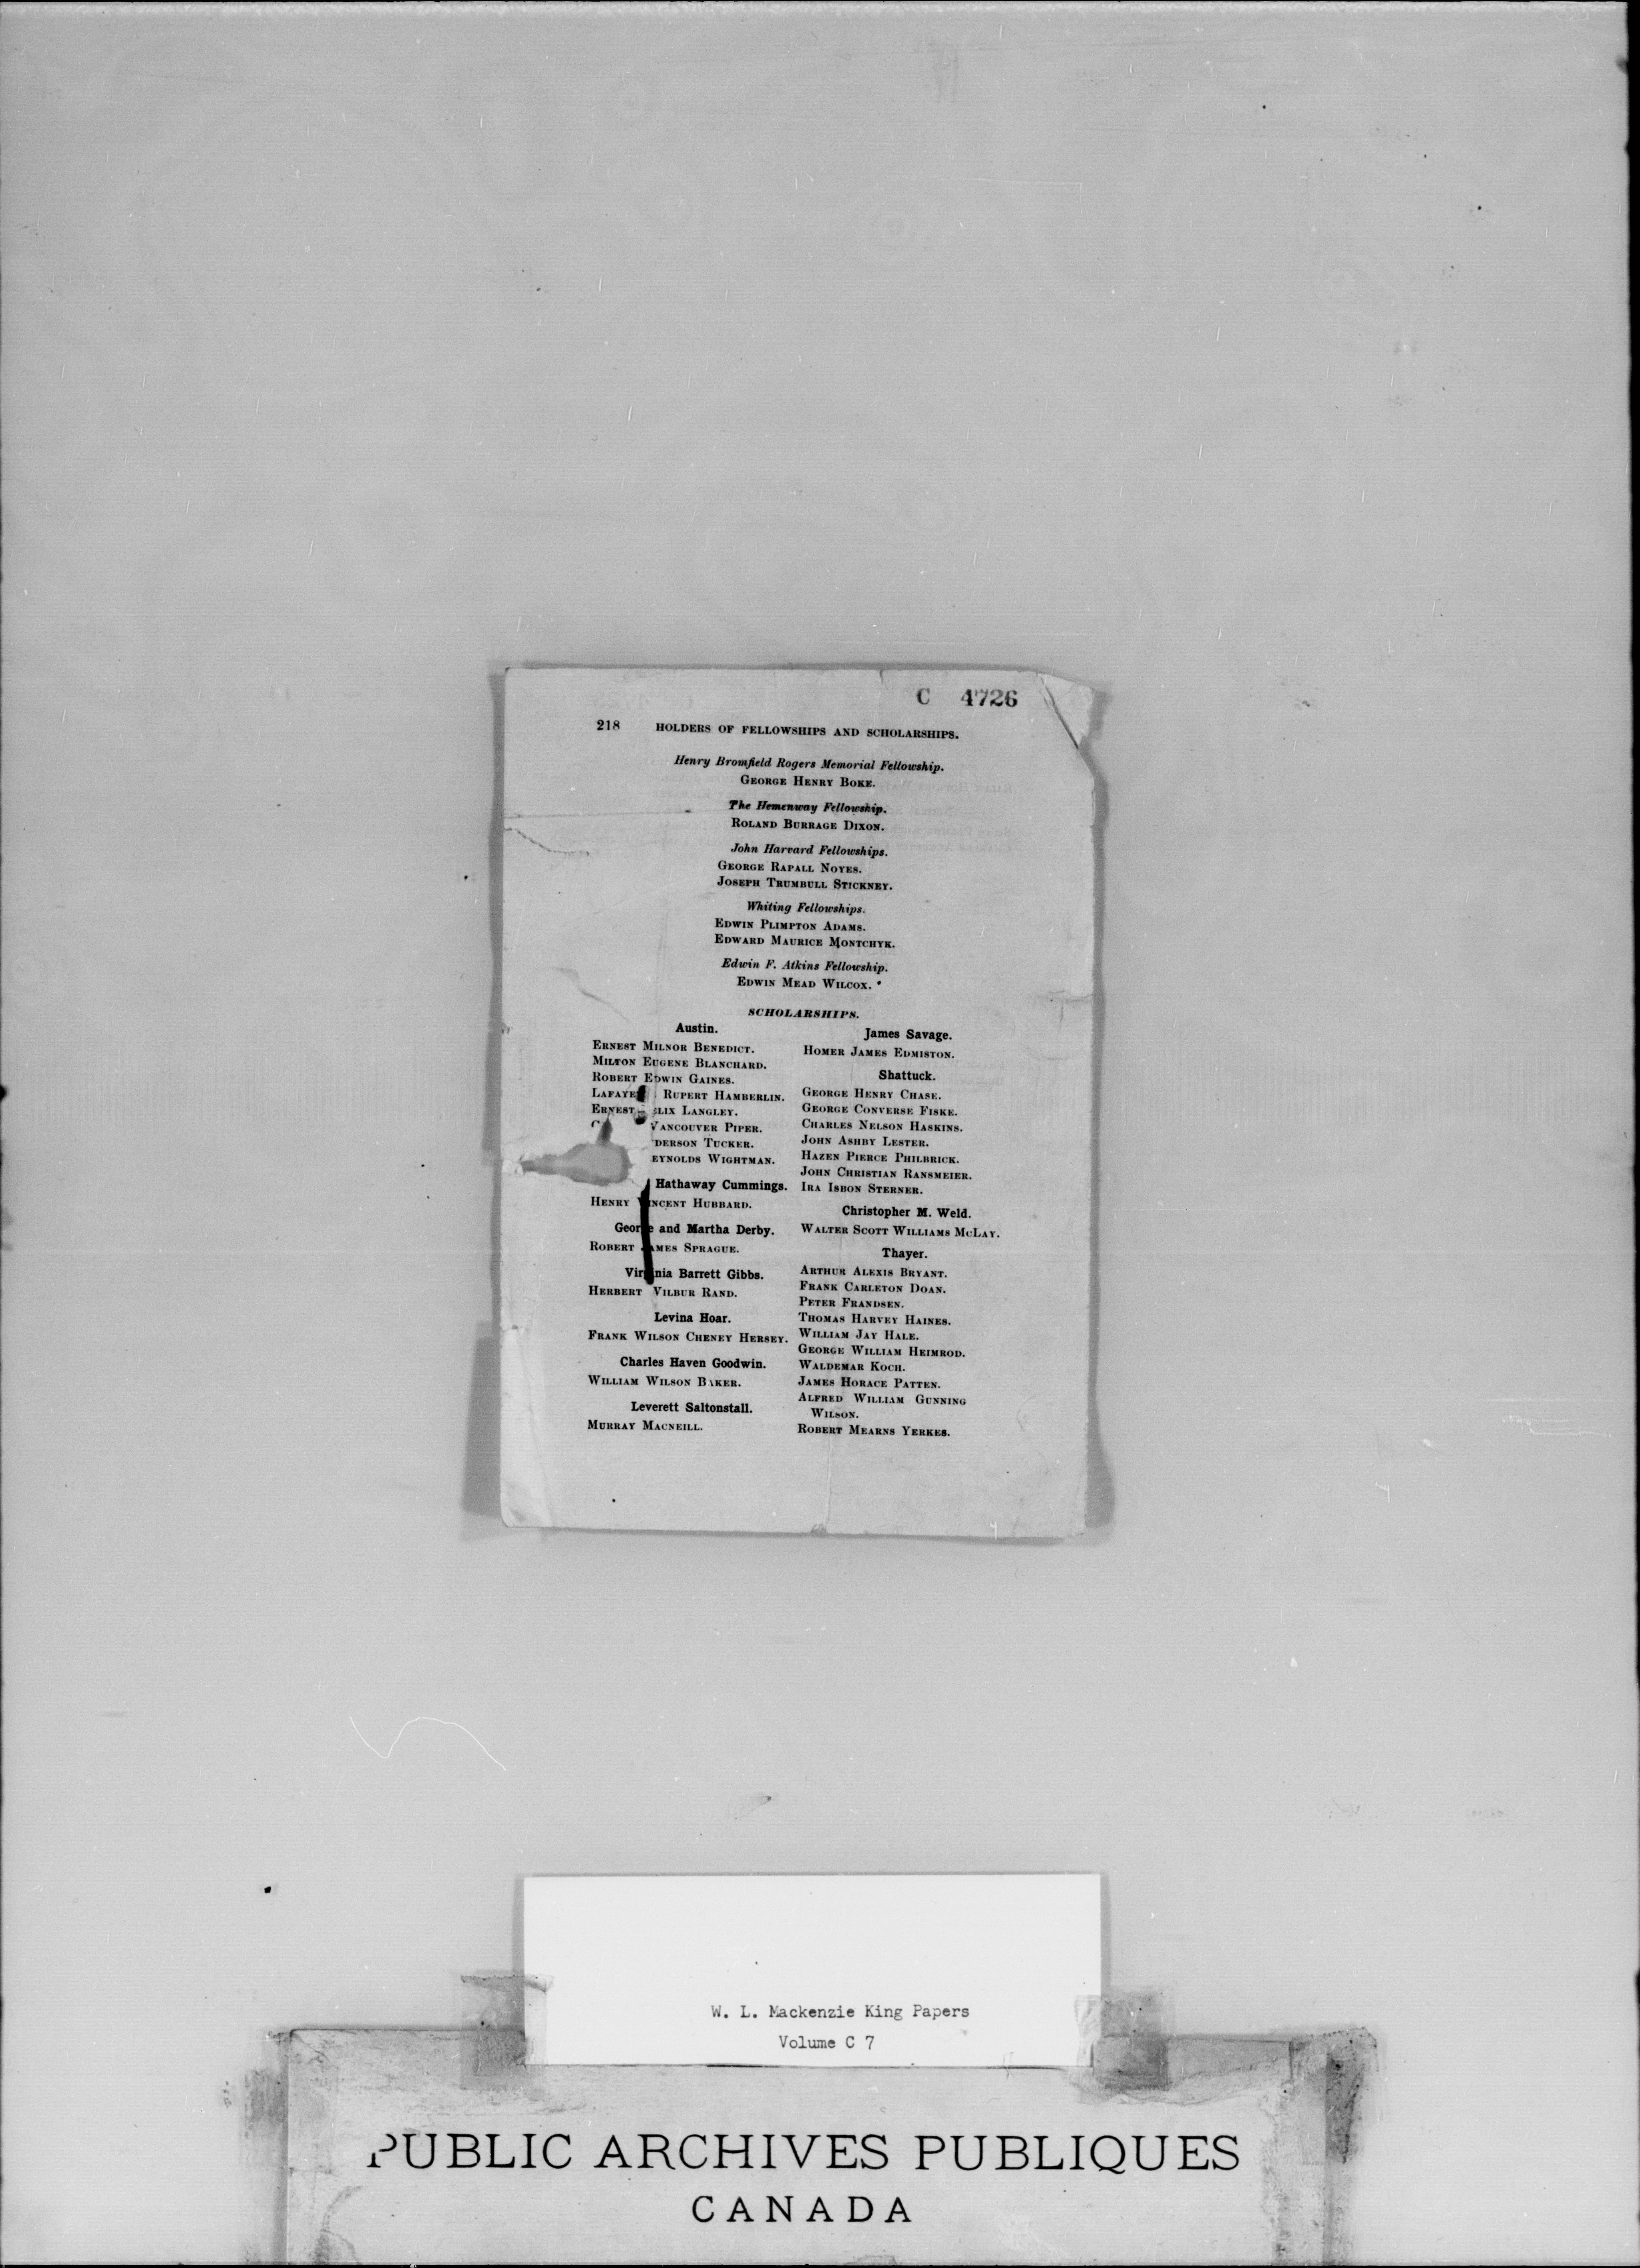 C 4726
218 HOLDERS OF FELLOWSHIPS AND SCHOLARSHIPS.
Henry Bromfield Rogers Memorial Fellowship.
GEORGE HENRY BOKE.
The Hemenway Fellowship.
ROLAND BURRAGE DIXON.
John Harvard Fellowships.
GEORGE RAPALL NOYES.
JOSEPH TRUMBULL STICKNEY.
Whiting Fellowships.
EDWIN PLIMPTON ADAMS.
EDWARD MAURICE MONTCHYK.
Edwin F. Atkins Fellowship.
EDWIN MEAD WILCOX.
SCHOLARSHIPS.
Austin.
ERNEST MILNOR BENEDICT.
MILTON EUGENE BLANCHARD.
ROBERT EDWIN GAINES.
RUPERT HAMBERLIN.
ERNEST LANGLEY.
VANCOUVER PIPER.
TUCKER.
WIGHTMAN.
Hathaway Cummings.
HENRY VINCENT HUBBARD.
George and Martha Derby.
ROBERT JAMES SPRAGUE.
Virginia Barrett Gibbs.
HERBERT VILBUR RAND.
Levina Hoar.
FRANK WILSON CHENEY HERSEY.
Charles Haven Goodwin.
WILLIAM WILSON BAKER.
Leverett Saltonstall.
MURRAY MACNEILL.
James Savage.
HOMER JAMES EDMISTON.
Shattuck.
GEORGE HENRY CHASE.
GEORGE CONVERSE FISKE.
CHARLES NELSON HASKINS.
JOHN ASHBY LESTER.
HAZEN PIERCE PHILBRICK.
JOHN CHRISTIAN RANSMEIER.
IRA ISBON STERNER.
Christopher M. Weld.
WALTER SCOTT WILLIAMS MCLAY.
Thayer.
ARTHUR ALEXIS BRYANT.
FRANK CARLETON DOAN.
PETER FRANDSEN.
THOMAS HARVEY HAINES.
WILLIAM JAY HALE.
GEORGE WILLIAM HEIMROD.
WALDEMAR KOCH.
JAMES HORACE PATTEN.
ALFRED WILLIAM GUNNING
WILSON.
ROBERT MEARNS YERKES.
W. L. Mackenzie King Papers
Volume C 7
PUBLIC ARCHIVES PUBLIQUES
CANADA